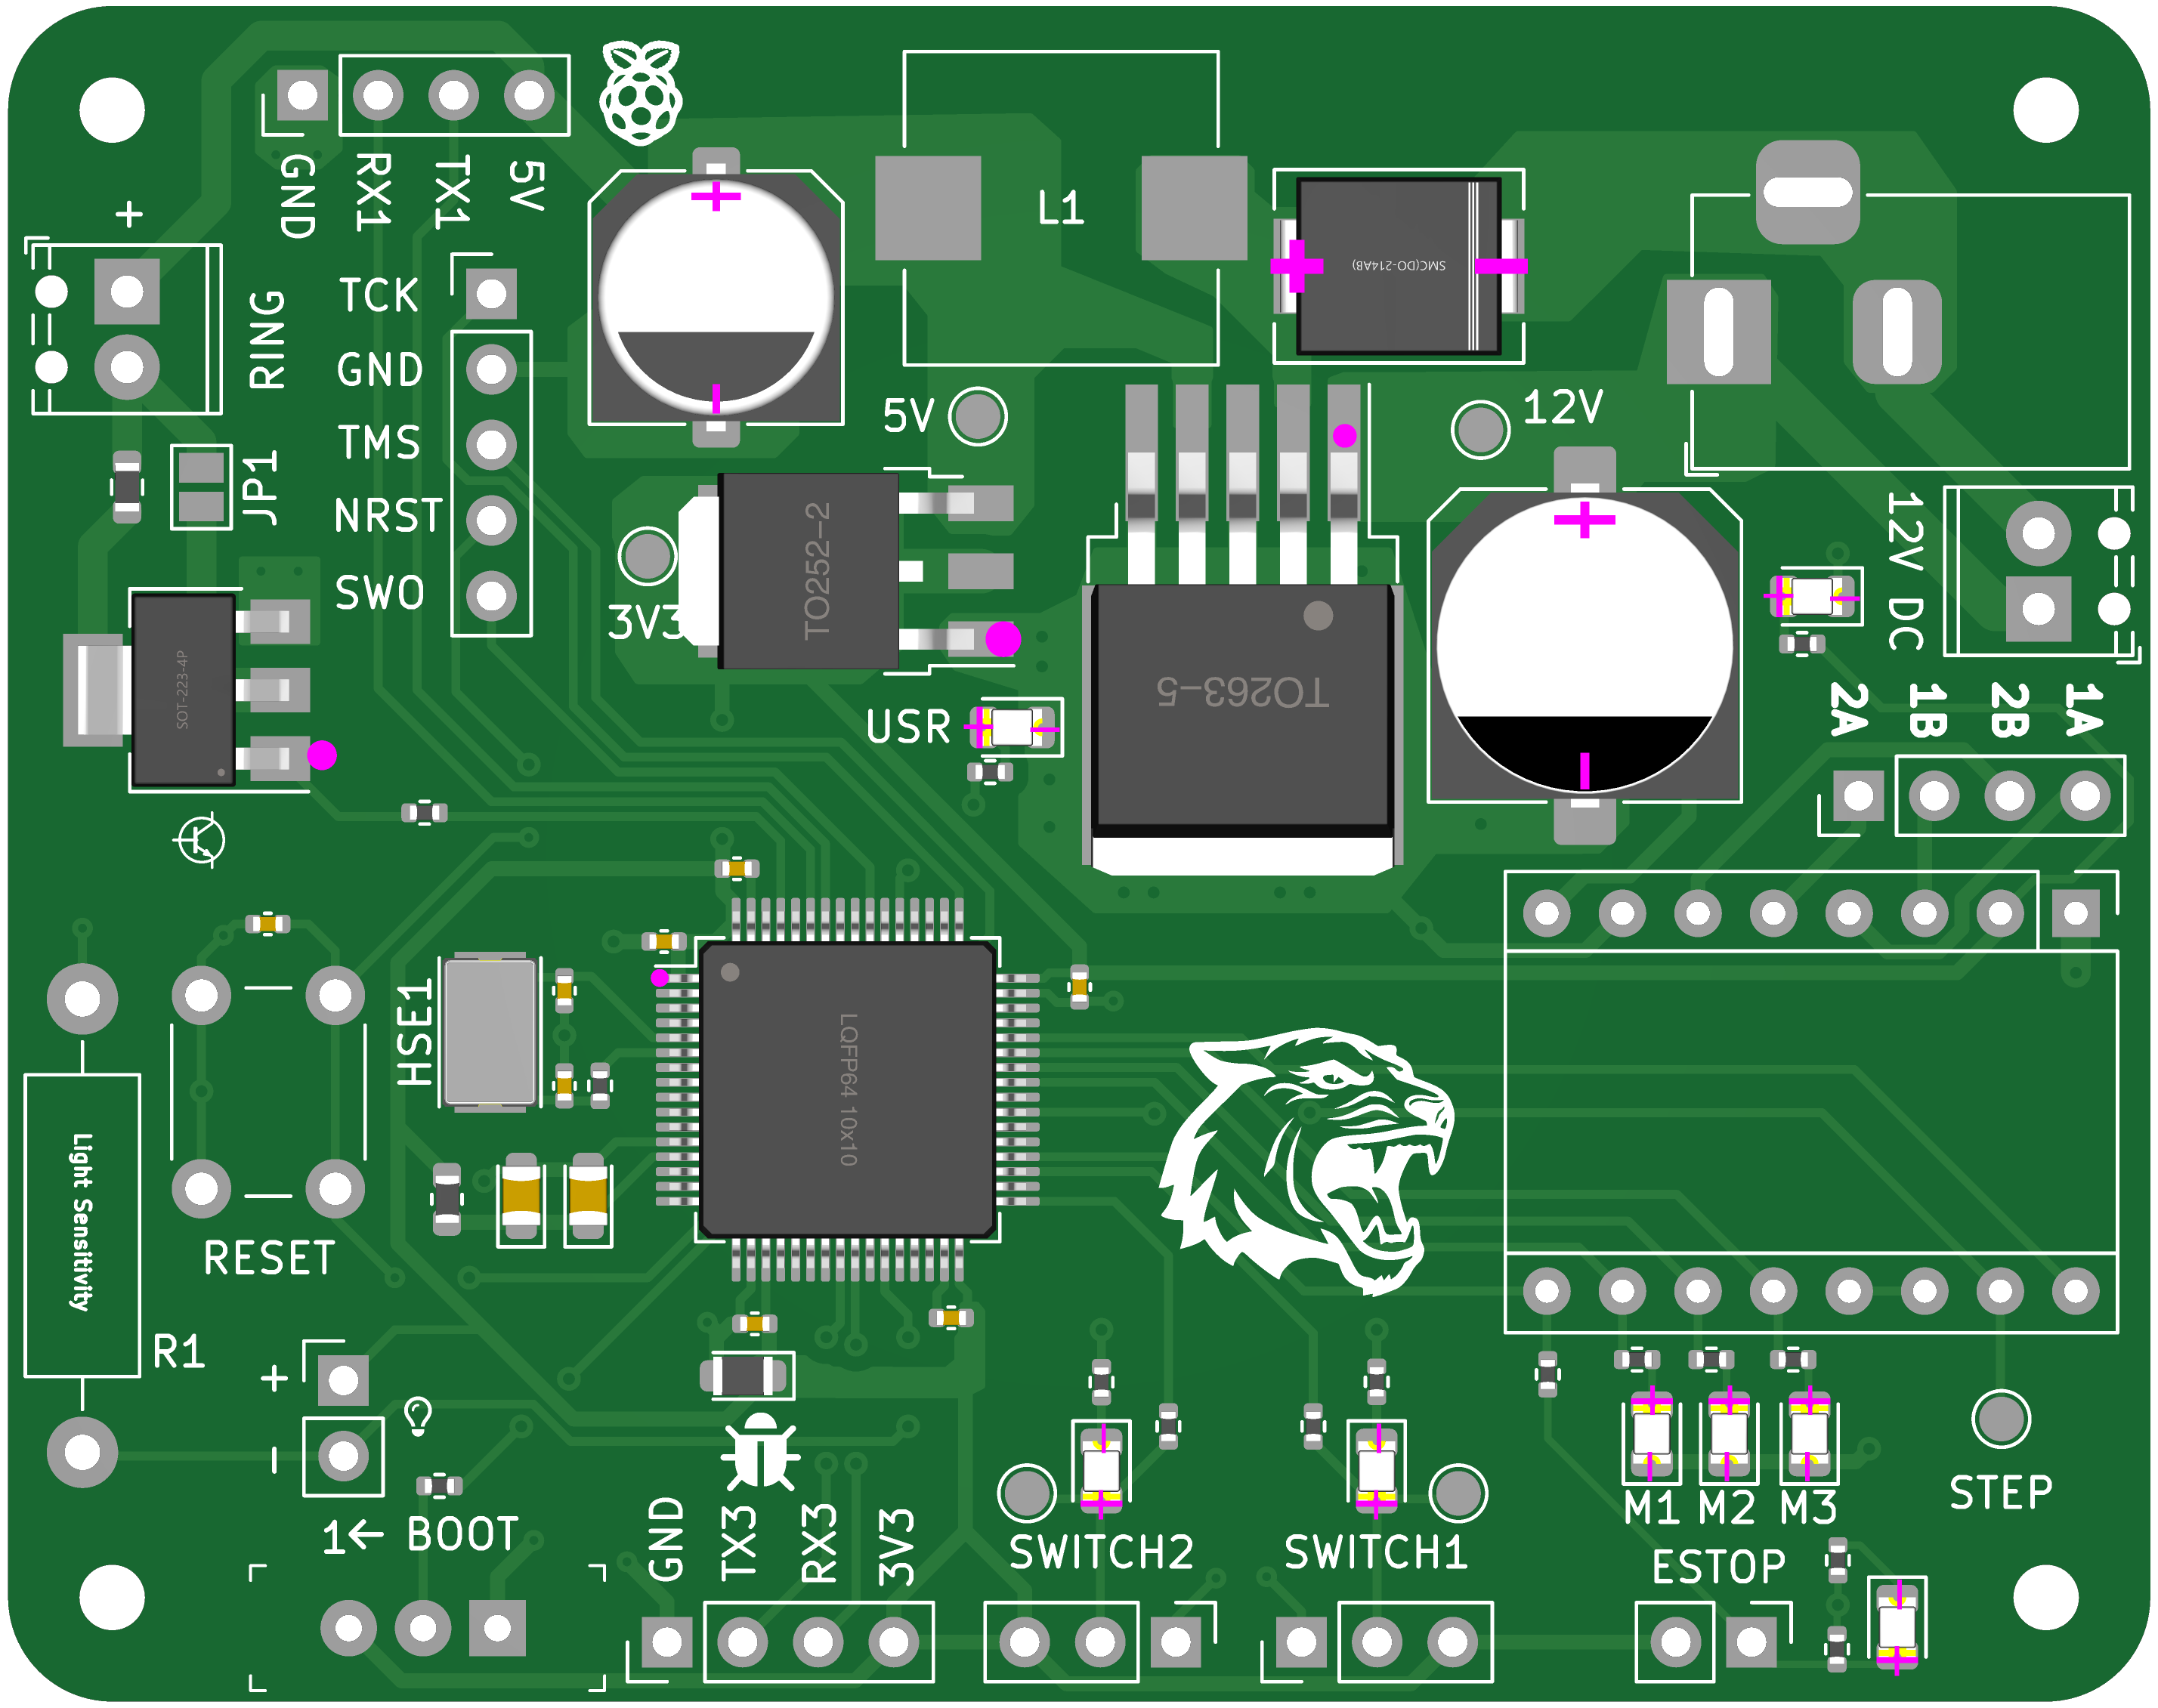 GND
RX1
TX1
5V
L1
SMC(DO-214AB)
+
RING
TCK
GND
TMS
NRST
SWO
JP1
5V
12V
TO252-2
3V3
12V DC
SOT-223-4P
USR
TO263-5
2A
1B
2B
1A
HSE1
LQFP64 10x10
Light Sensitivity
RESET
R1
+
-
1← BOOT
GND
TX3
RX3
3V3
SWITCH2
SWITCH1
M1
M2
M3
STEP
ESTOP